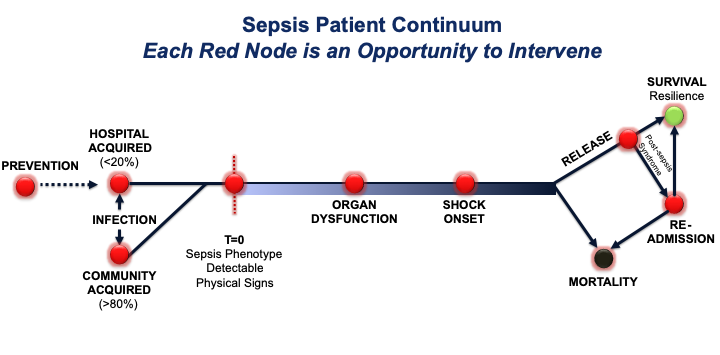 Sepsis Patient Continuum
Each Red Node is an Opportunity to Intervene
PREVENTION
HOSPITAL
ACQUIRED
(<20%)
INFECTION
COMMUNITY
ACQUIRED
(>80%)
T=0
Sepsis Phenotype
Detectable
Physical Signs
ORGAN
DYSFUNCTION
SHOCK
ONSET
RELEASE
SURVIVAL
Resilience
Post-sepsis
Syndrome
RE-
ADMISSION
MORTALITY